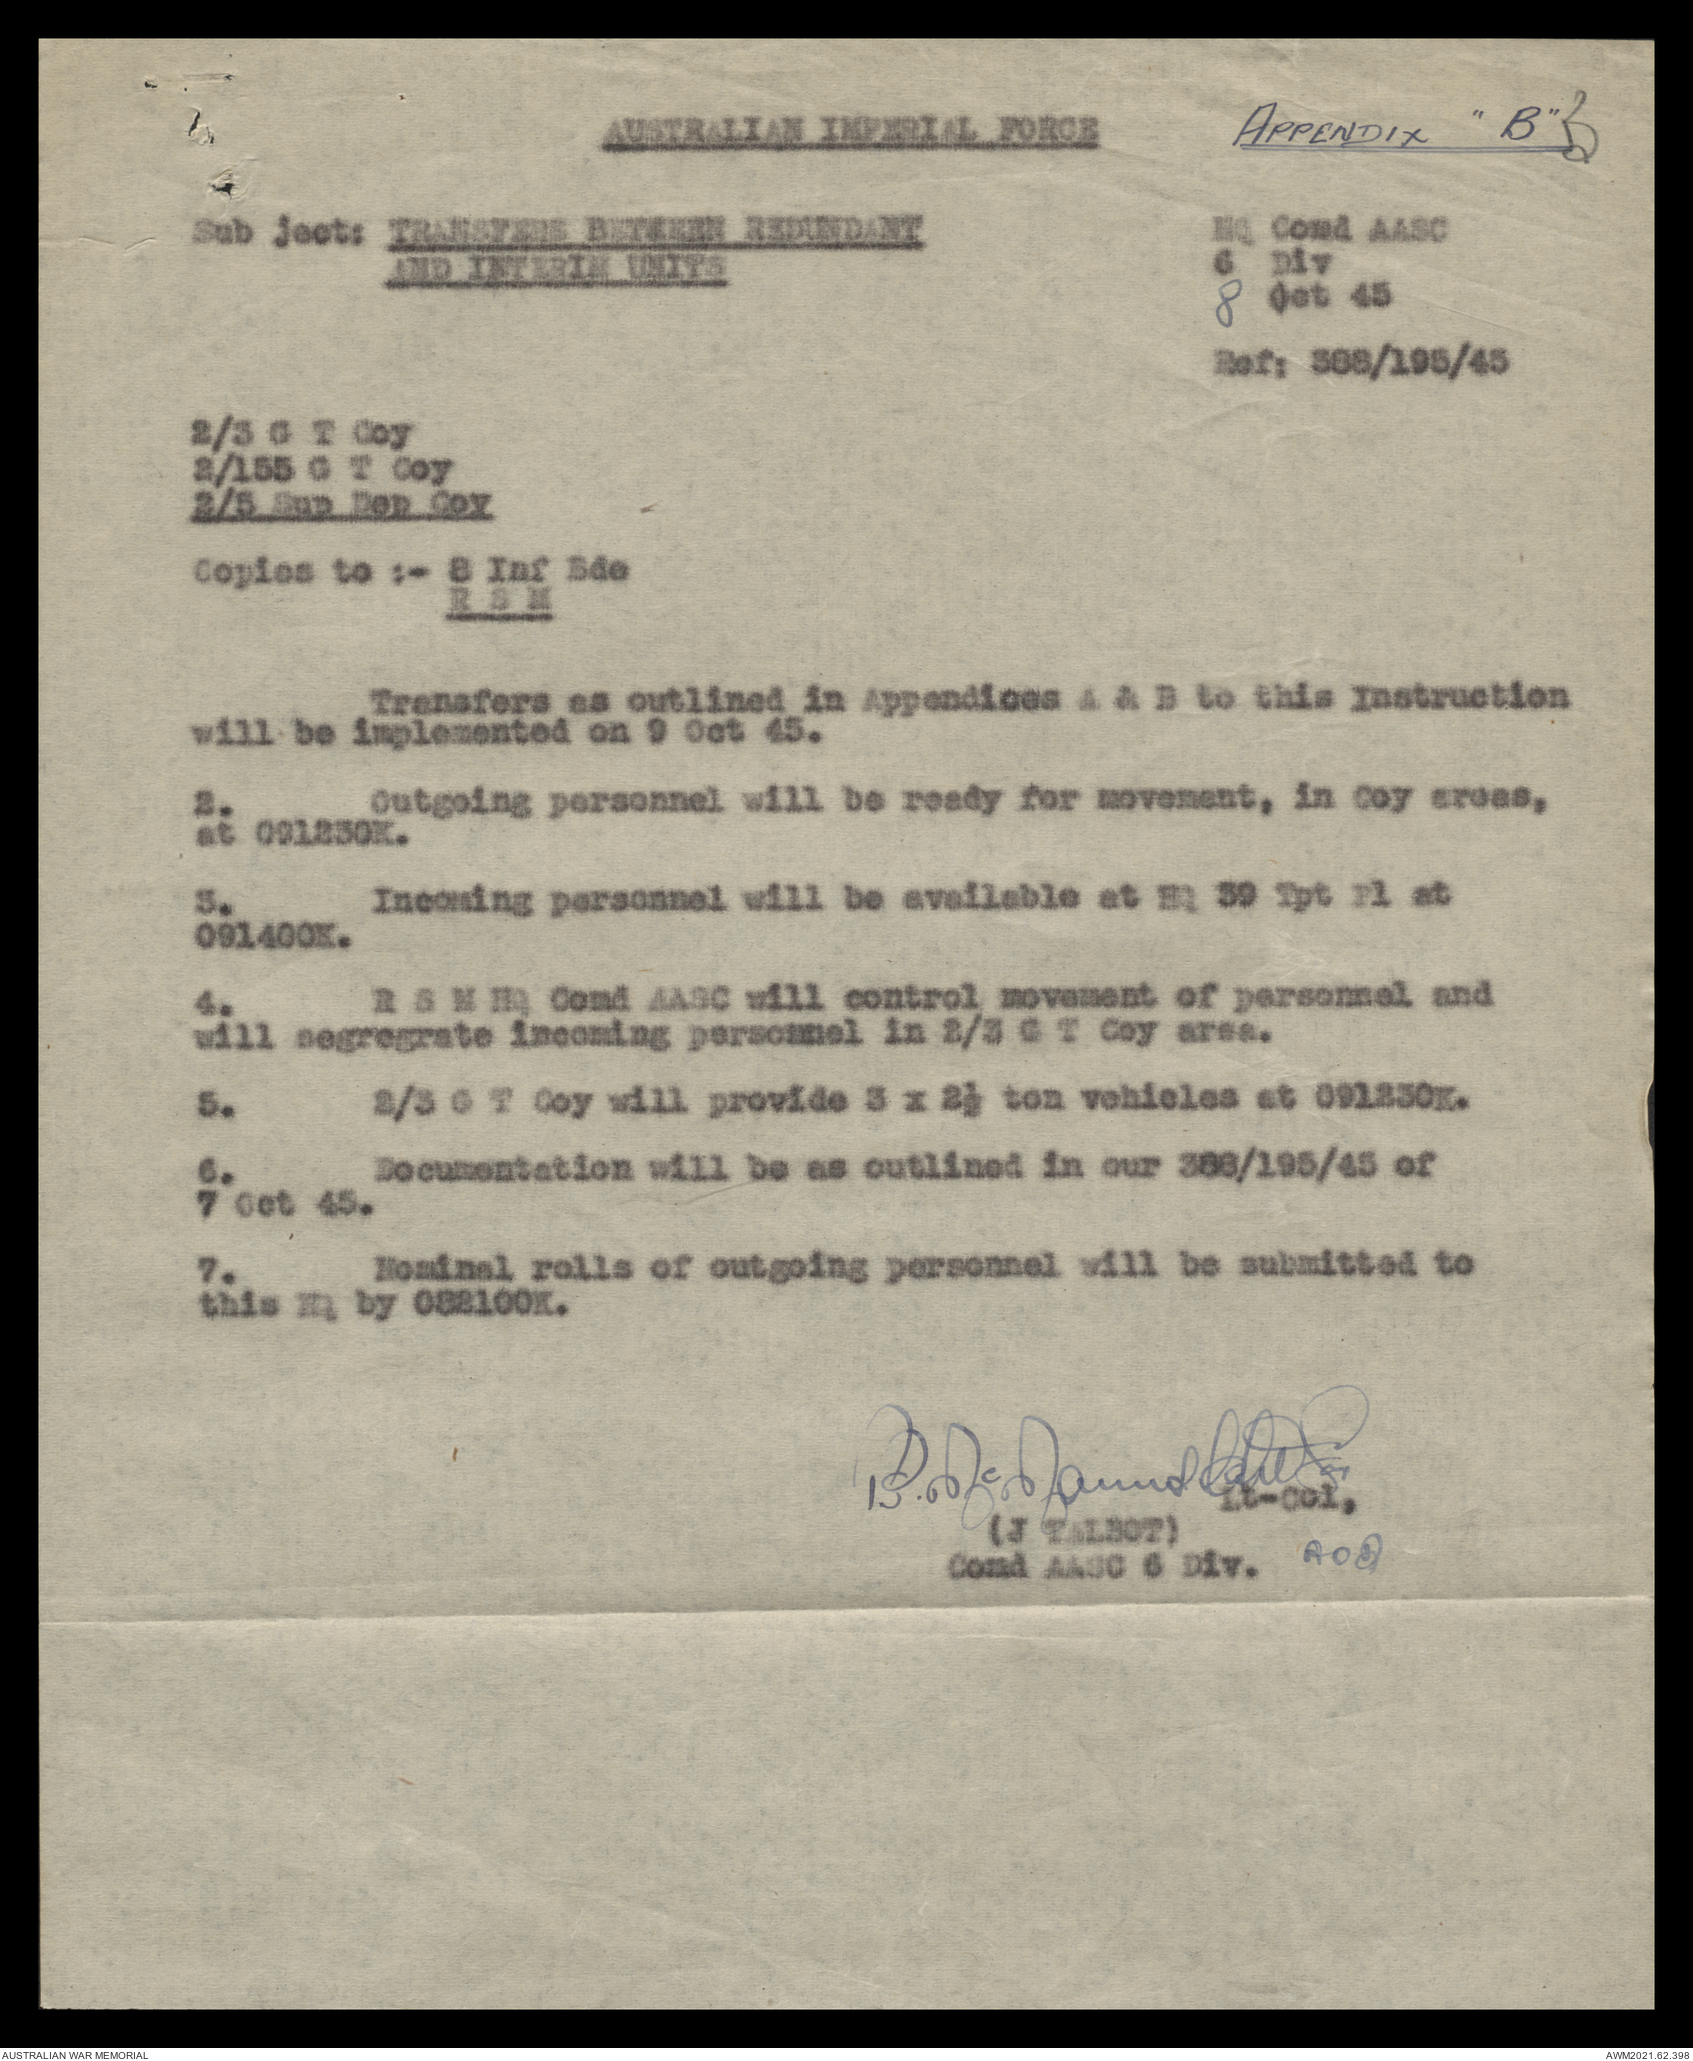 AUSTRALIAN IMPERIAL FORCE
APPENDIX "B"
Sub ject: TRANSFERS BETWEEN REDUNDANT
AND INTERIM UNITS
HQ Comd AASC
6 Div
8 Oct 45
Ref: 388/195/45
2/3 G T Coy
2/155 G T Coy
2/5 Sup Dep Coy
Copies to :- 8 Inf Bde
R S M
Transfers as outlined in Appendices A & B to this Instruction
will be implemented on 9 Oct 45.
2. Outgoing personnel will be ready for movement, in Coy areas,
at 091230K.
3. Incoming personnel will be available at HQ 39 Tpt Pl at
091400K.
4. R S M HQ Comd AASC will control movement of personnel and
will segregrate incoming personnel in 2/3 G T Coy area.
5. 2/3 G T Coy will provide 3 x 2½ ton vehicles at 091230K.
6. Documentation will be as outlined in our 388/195/45 of
7 Oct 45.
7. Nominal rolls of outgoing personnel will be submitted to
this HQ by 082100K.
Lt-Col,
(J TALBOT)
Comd AASC 6 Div.
AUSTRALIAN WAR MEMORIAL
AWM2021.62.398